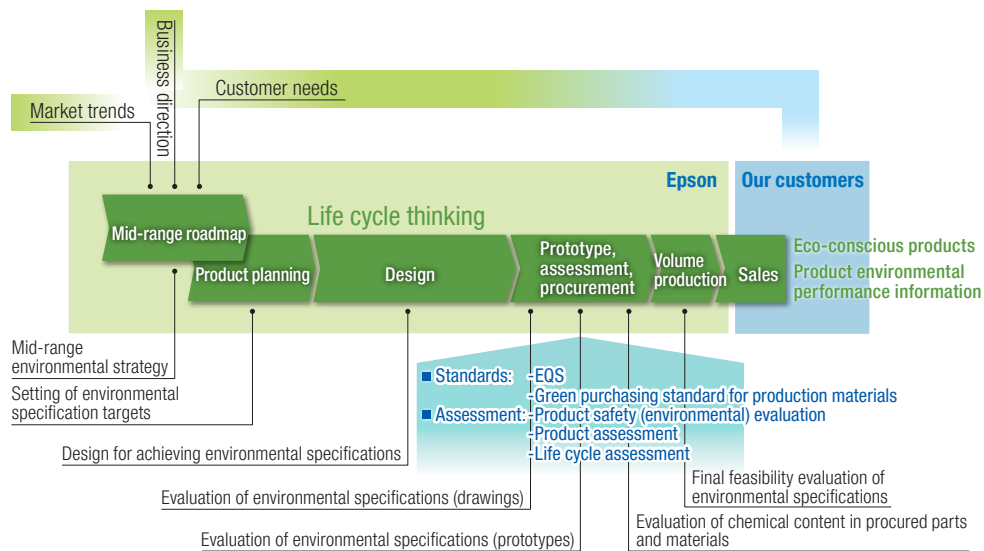 Business direction
Customer needs
Market trends
Epson
Our customers
Life cycle thinking
Mid-range roadmap
Product planning
Design
Prototype,
assessment,
procurement
Volume
production
Sales
Eco-conscious products
Product environmental
performance information
Mid-range
environmental strategy
Setting of environmental
specification targets
■ Standards: -EQS
-Green purchasing standard for production materials
■ Assessment: -Product safety (environmental) evaluation
-Product assessment
-Life cycle assessment
Design for achieving environmental specifications
Final feasibility evaluation of
environmental specifications
Evaluation of environmental specifications (drawings)
Evaluation of chemical content in procured parts
and materials
Evaluation of environmental specifications (prototypes)